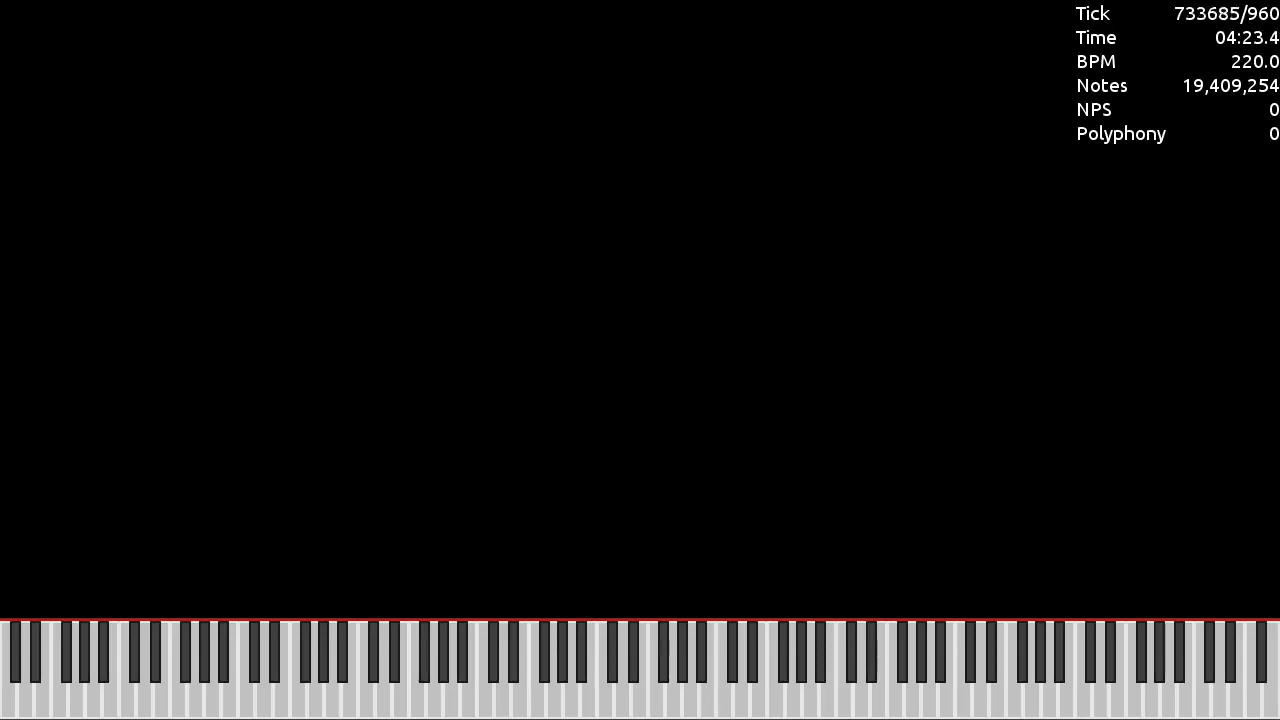 Tick 733685/960
Time 04:23.4
BPM 220.0
Notes 19,409,254
NPS 0
Polyphony 0